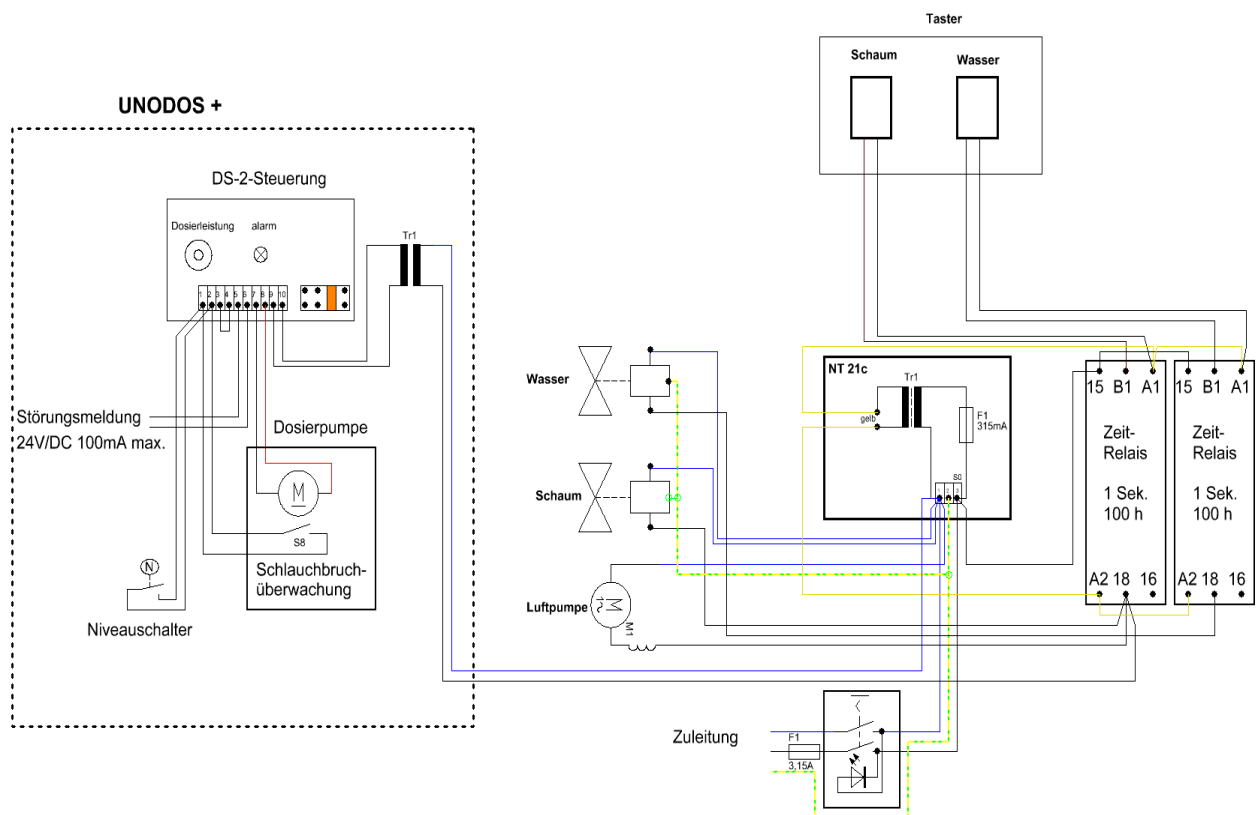 Taster
Schaum
Wasser
UNODOS +
DS-2-Steuerung
Dosierleistung
alarm
Tr1
1 2 3 4 5 6 7 8 9 10
Störungsmeldung
24V/DC 100mA max.
Dosierpumpe
M
S8
Schlauchbruch-
überwachung
N
Niveauschalter
Wasser
Schaum
Luftpumpe
M
M1
NT 21c
Tr1
gelb
F1
315mA
S0
1 2 3
15 B1 A1
Zeit-
Relais
1 Sek.
100 h
A2 18 16
15 B1 A1
Zeit-
Relais
1 Sek.
100 h
A2 18 16
Zuleitung
F1
3,15A